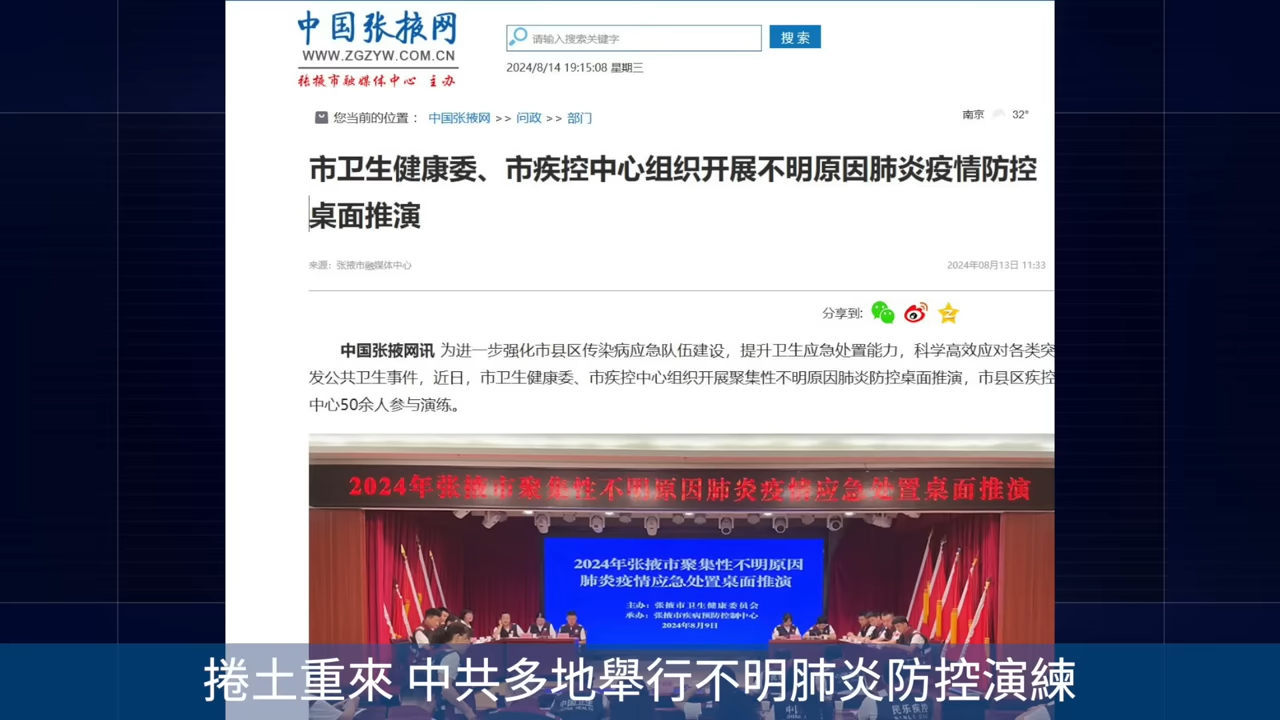 中国张掖网
WWW.ZGZYW.COM.CN
张掖市融媒体中心 主办
请输入搜索关键字
搜 索
2024/8/14 19:15:08 星期三
您当前的位置 ： 中国张掖网 >> 问政 >> 部门
南京 32°
市卫生健康委、市疾控中心组织开展不明原因肺炎疫情防控
桌面推演
来源：张掖市融媒体中心
2024年08月13日 11:33
分享到:
中国张掖网讯 为进一步强化市县区传染病应急队伍建设，提升卫生应急处置能力，科学高效应对各类突
发公共卫生事件，近日，市卫生健康委、市疾控中心组织开展聚集性不明原因肺炎防控桌面推演，市县区疾控
中心50余人参与演练。
2024年张掖市聚集性不明原因肺炎疫情应急处置桌面推演
2024年张掖市聚集性不明原因
肺炎疫情应急处置桌面推演
主办：张掖市卫生健康委员会
承办：张掖市疾病预防控制中心
2024年8月9日
捲土重來 中共多地舉行不明肺炎防控演練
民乐疾控